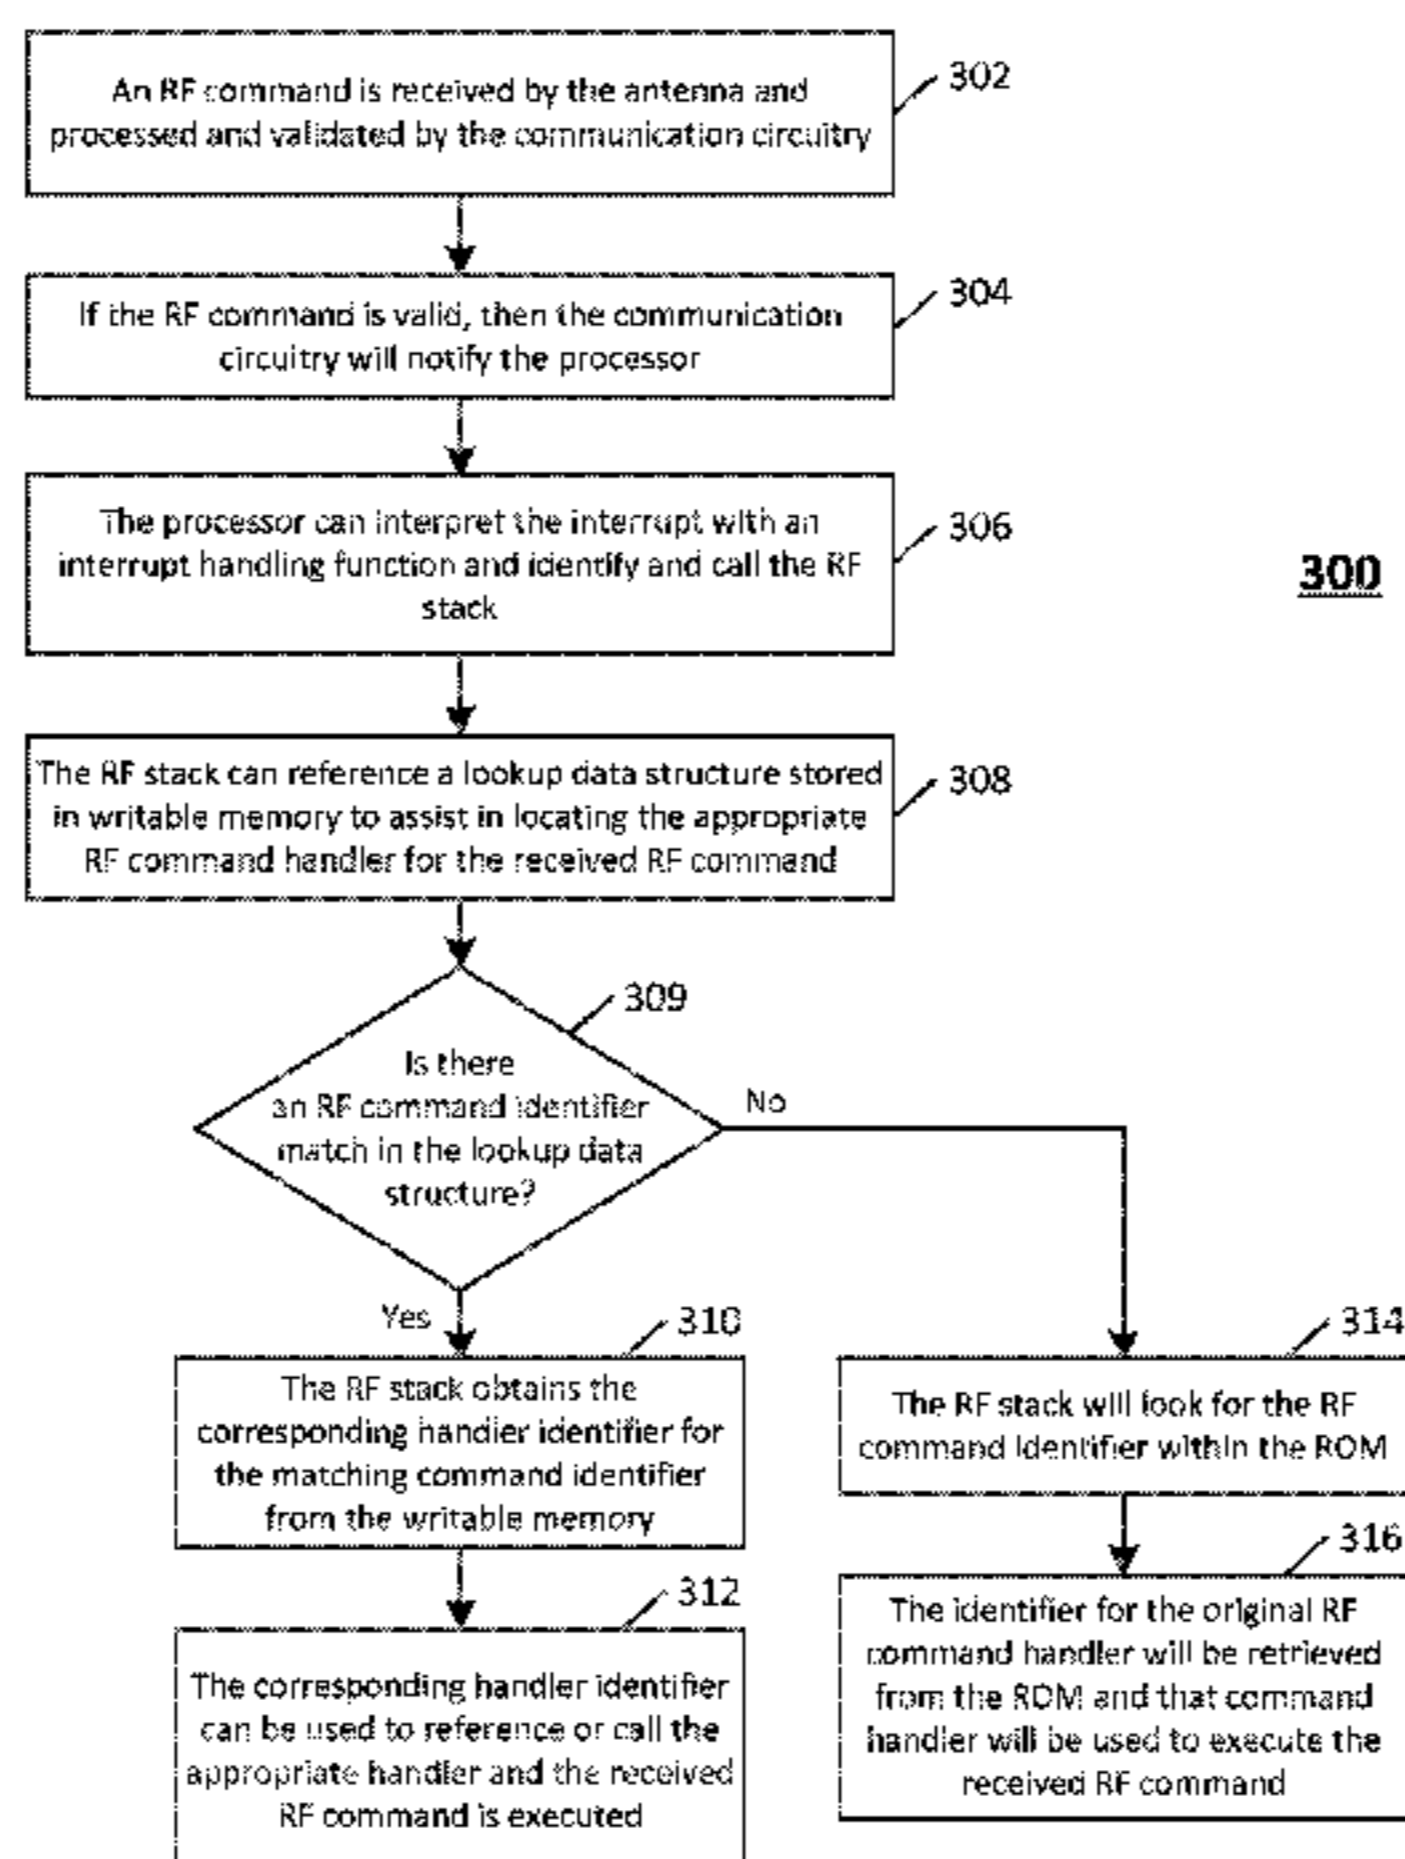 An RF command is received by the antenna and
processed and validated by the communication circuitry
302
If the RF command is valid, then the communication
circuitry will notify the processor
304
The processor can interpret the interrupt with an
interrupt handling function and identify and call the RF
stack
306
300
The RF stack can reference a lookup data structure stored
in writable memory to assist in locating the appropriate
RF command handler for the received RF command
308
309
Is there
an RF command identifier
match in the lookup data
structure?
No
Yes
310
The RF stack obtains the
corresponding handler identifier for
the matching command identifier
from the writable memory
314
The RF stack will look for the RF
command identifier within the ROM
312
The corresponding handler identifier
can be used to reference or call the
appropriate handler and the received
RF command is executed
316
The identifier for the original RF
command handler will be retrieved
from the ROM and that command
handler will be used to execute the
received RF command